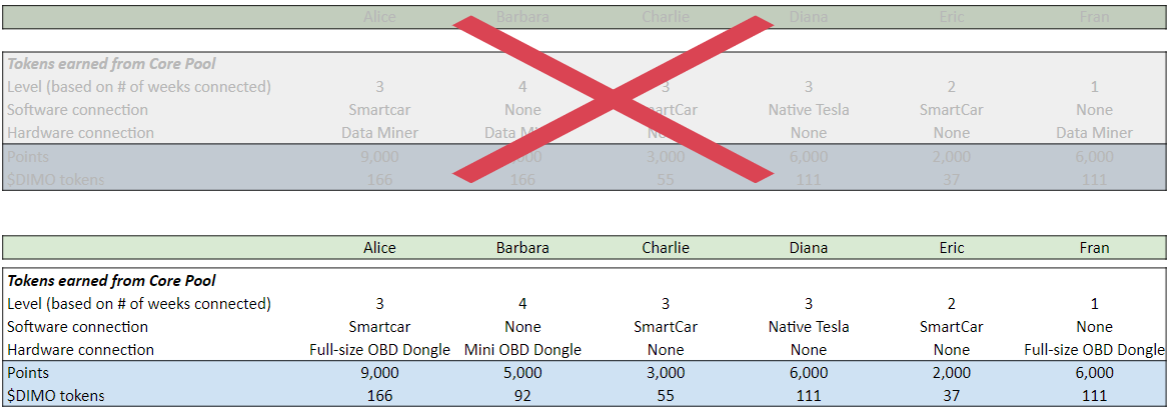 Alice Barbara Charlie Diana Eric Fran
Tokens earned from Core Pool
Level (based on # of weeks connected) 3 4 3 3 2 1
Software connection Smartcar None Native Tesla SmartCar None
Hardware connection Data Miner Data None None Data Miner
Points 9,000 3,000 6,000 2,000 6,000
$DIMO tokens 166 166 55 111 37 111
Alice Barbara Charlie Diana Eric Fran
Tokens earned from Core Pool
Level (based on # of weeks connected) 3 4 3 3 2 1
Software connection Smartcar None SmartCar Native Tesla SmartCar None
Hardware connection Full-size OBD Dongle Mini OBD Dongle None None None Full-size OBD Dongle
Points 9,000 5,000 3,000 6,000 2,000 6,000
$DIMO tokens 166 92 55 111 37 111